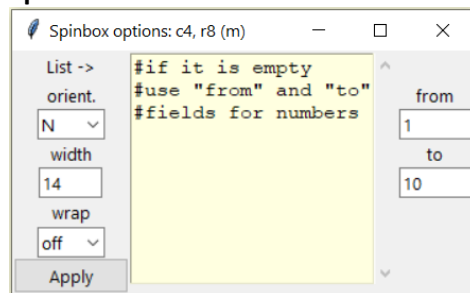 Spinbox options: c4, r8 (m)
List ->
orient.
N
width
14
wrap
off
Apply
#if it is empty
#use "from" and "to"
#fields for numbers
from
1
to
10